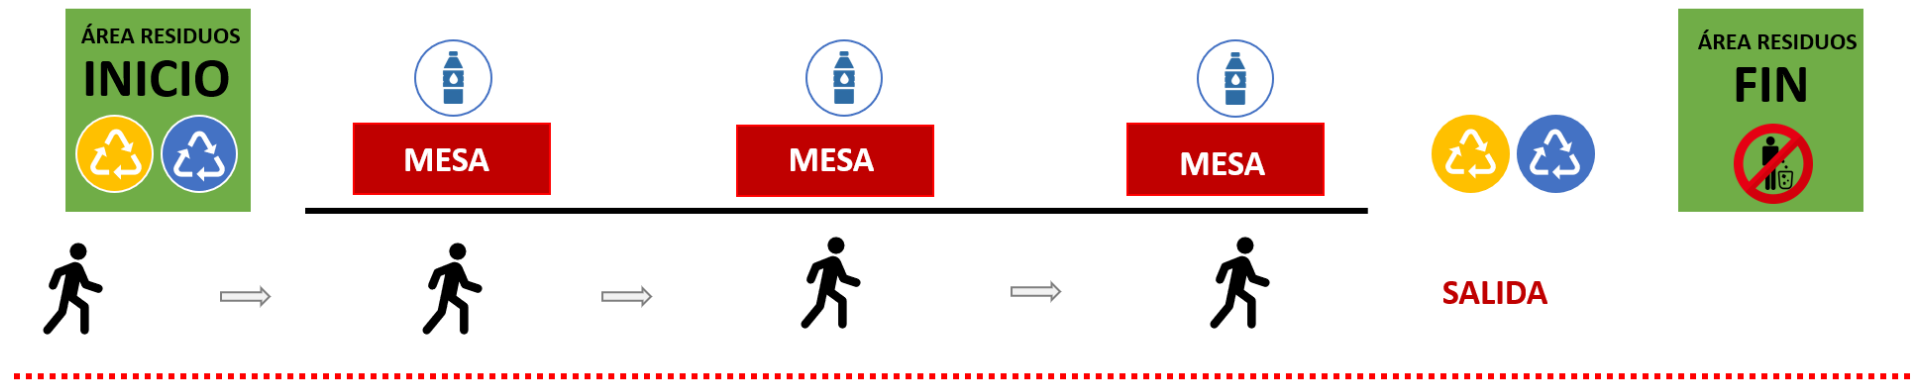 ÁREA RESIDUOS
INICIO
MESA
MESA
MESA
ÁREA RESIDUOS
FIN
SALIDA